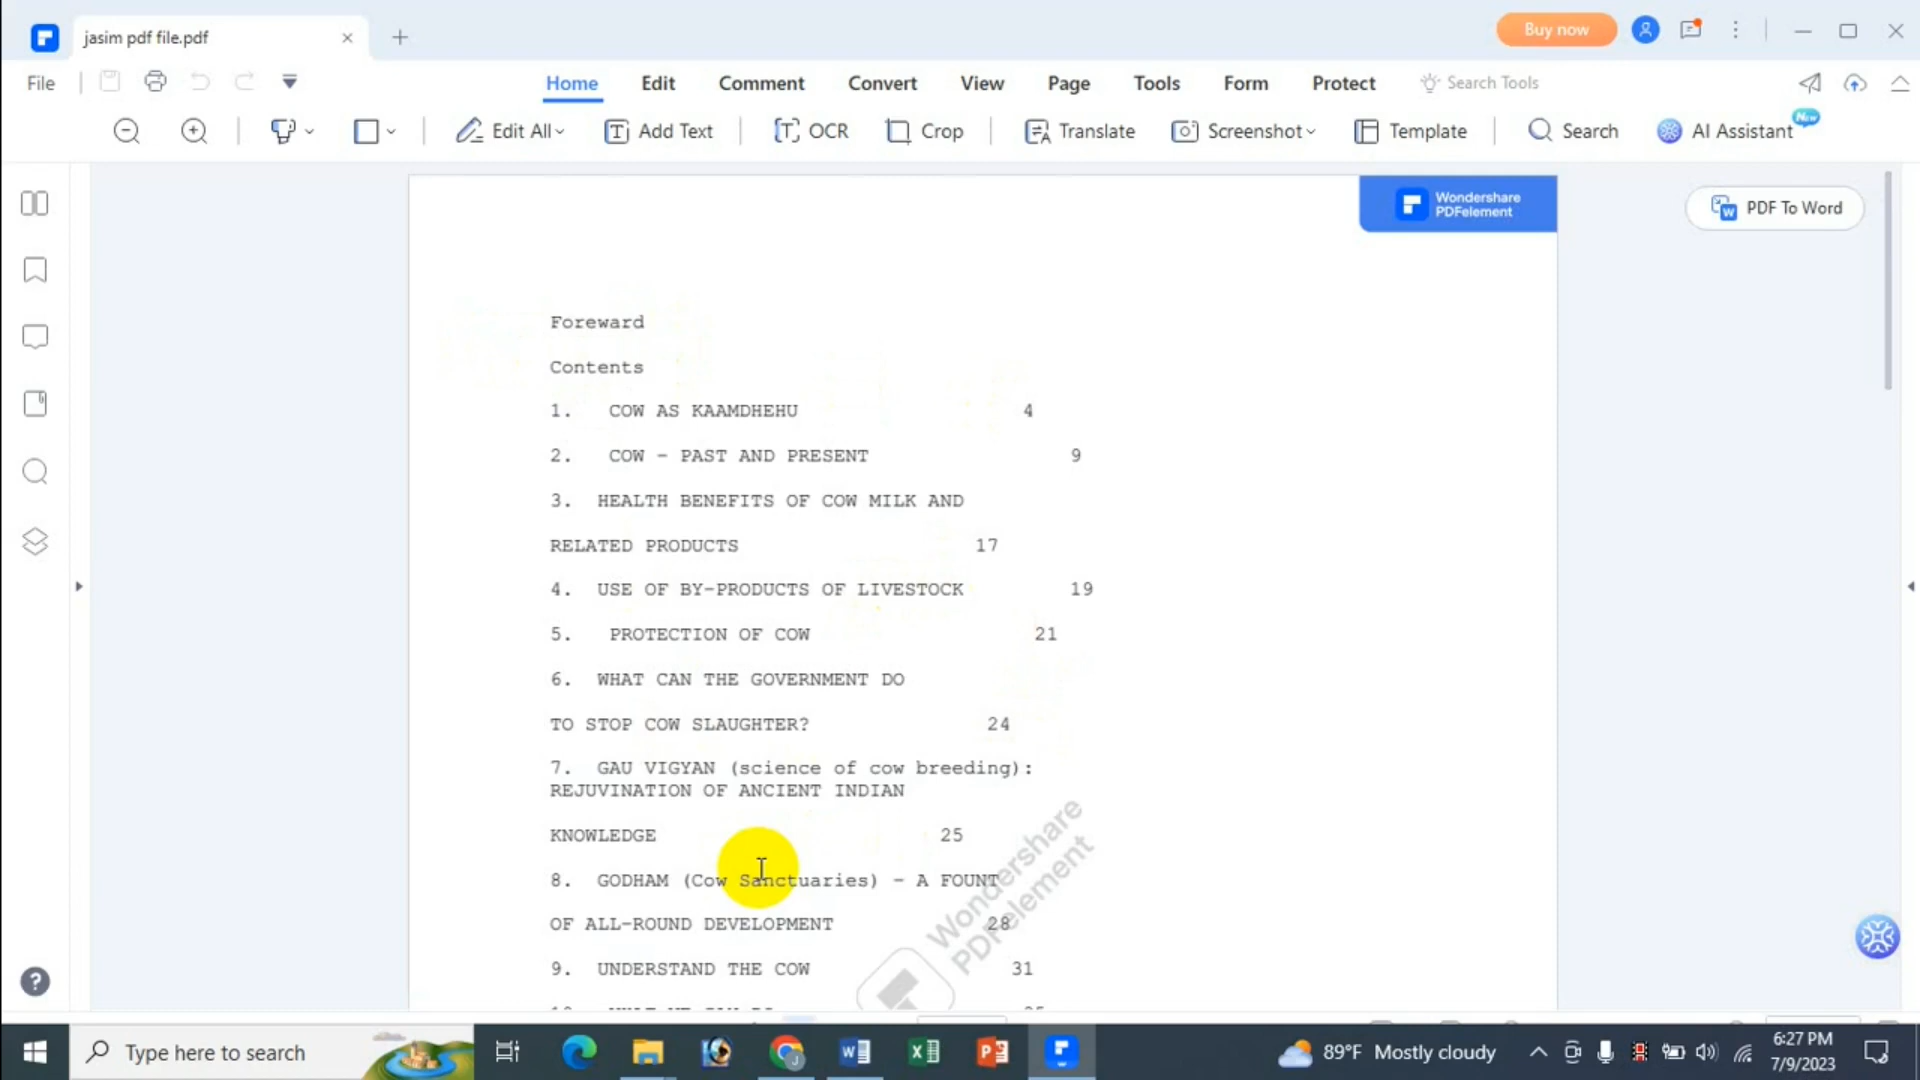 jasim pdf file.pdf
Buy now
File
Home Edit Comment Convert View Page Tools Form Protect Search Tools
Edit All Add Text OCR Crop Translate Screenshot Template Search AI Assistant New
Wondershare
PDFelement
PDF To Word
Foreward
Contents
1. COW AS KAAMDHEHU 4
2. COW - PAST AND PRESENT 9
3. HEALTH BENEFITS OF COW MILK AND
RELATED PRODUCTS 17
4. USE OF BY-PRODUCTS OF LIVESTOCK 19
5. PROTECTION OF COW 21
6. WHAT CAN THE GOVERNMENT DO
TO STOP COW SLAUGHTER? 24
7. GAU VIGYAN (science of cow breeding):
REJUVINATION OF ANCIENT INDIAN
KNOWLEDGE 25
8. GODHAM (Cow Sanctuaries) - A FOUNT
OF ALL-ROUND DEVELOPMENT 28
9. UNDERSTAND THE COW 31
Wondershare
PDFelement
Type here to search
89°F Mostly cloudy
6:27 PM
7/9/2023